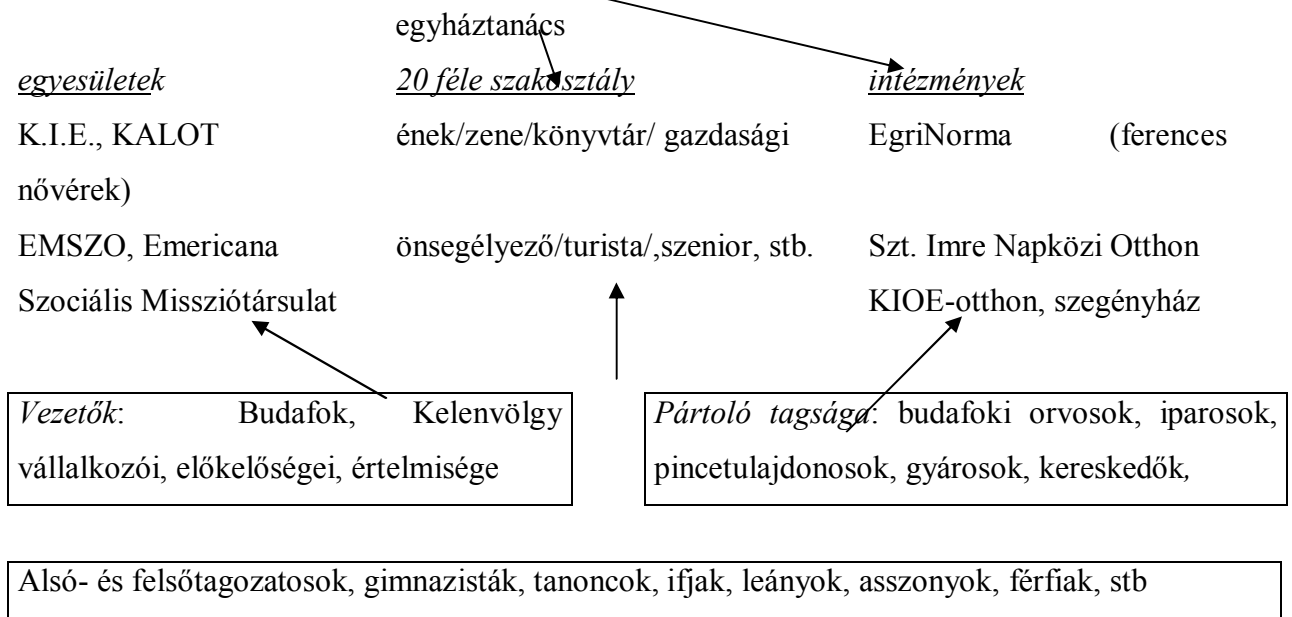 egyháztanács
egyesületek 20 féle szakosztály intézmények
K.I.E., KALOT ének/zene/könyvtár/ gazdasági EgriNorma (ferences
nővérek)
EMSZO, Emericana önsegélyező/turista/,szenior, stb. Szt. Imre Napközi Otthon
Szociális Missziótársulat KIOE-otthon, szegényház
Vezetők: Budafok, Kelenvölgy
vállalkozói, előkelőségei, értelmisége
Pártoló tagsága: budafoki orvosok, iparosok,
pincetulajdonosok, gyárosok, kereskedők,
Alsó- és felsőtagozatosok, gimnazisták, tanoncok, ifjak, leányok, asszonyok, férfiak, stb